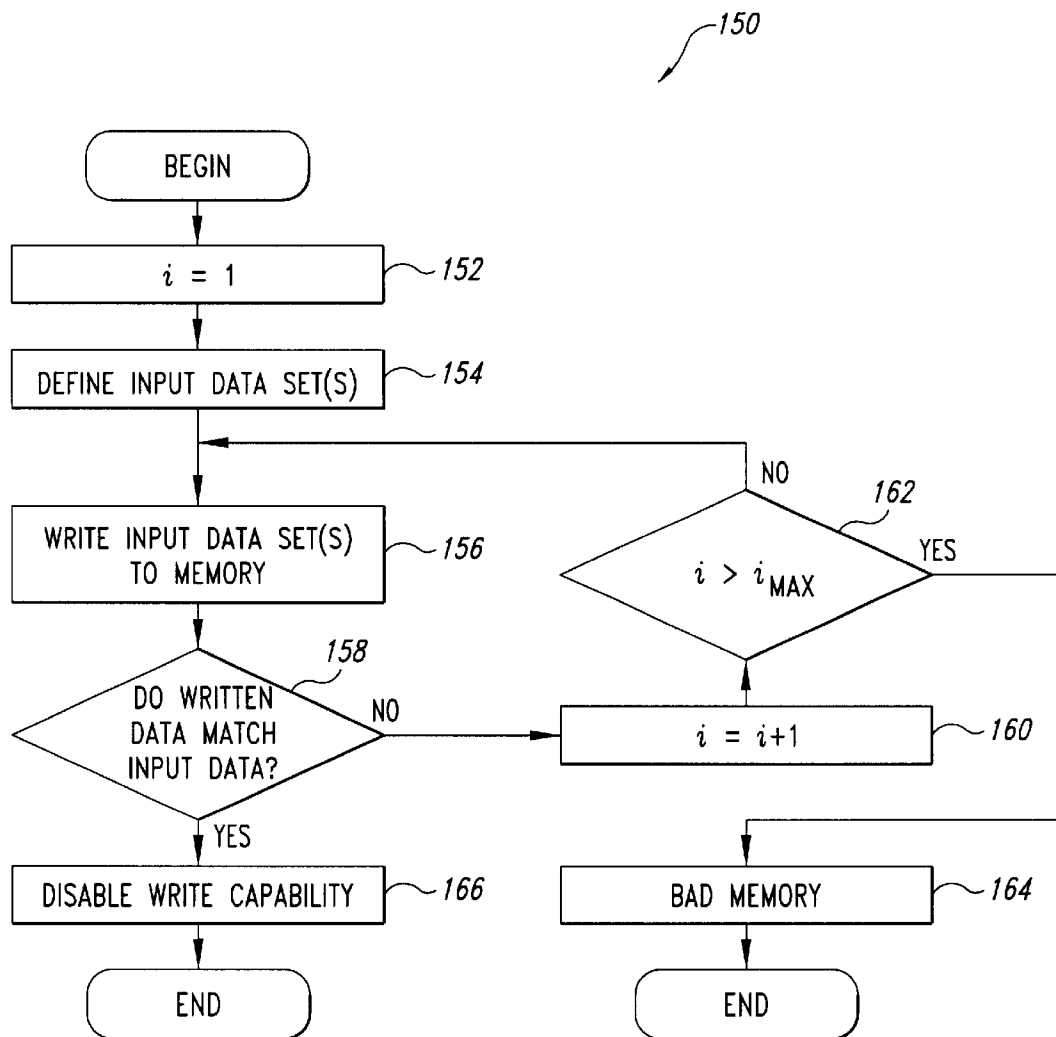 150
BEGIN
i = 1
152
DEFINE INPUT DATA SET(S)
154
WRITE INPUT DATA SET(S)
TO MEMORY
156
158
DO WRITTEN
DATA MATCH
INPUT DATA?
NO
YES
i = i+1
160
NO
162
i > iMAX
YES
DISABLE WRITE CAPABILITY
166
BAD MEMORY
164
END
END